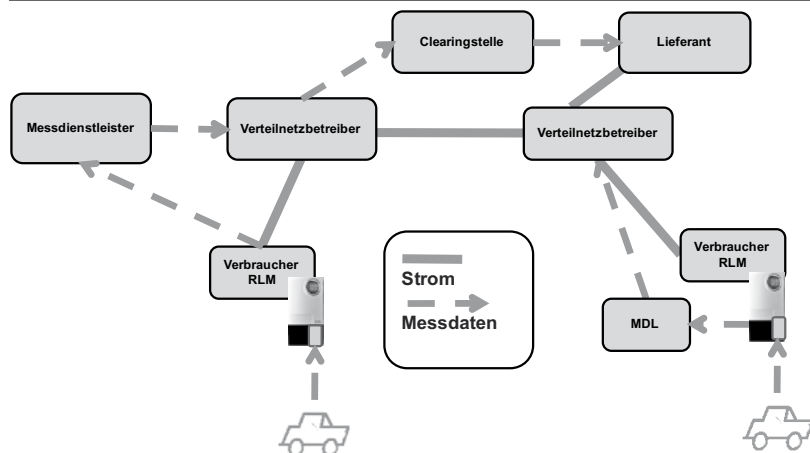 Clearingstelle
Lieferant
Messdienstleister
Verteilnetzbetreiber
Verteilnetzbetreiber
Verbraucher
RLM
Verbraucher
RLM
Strom
Messdaten
MDL